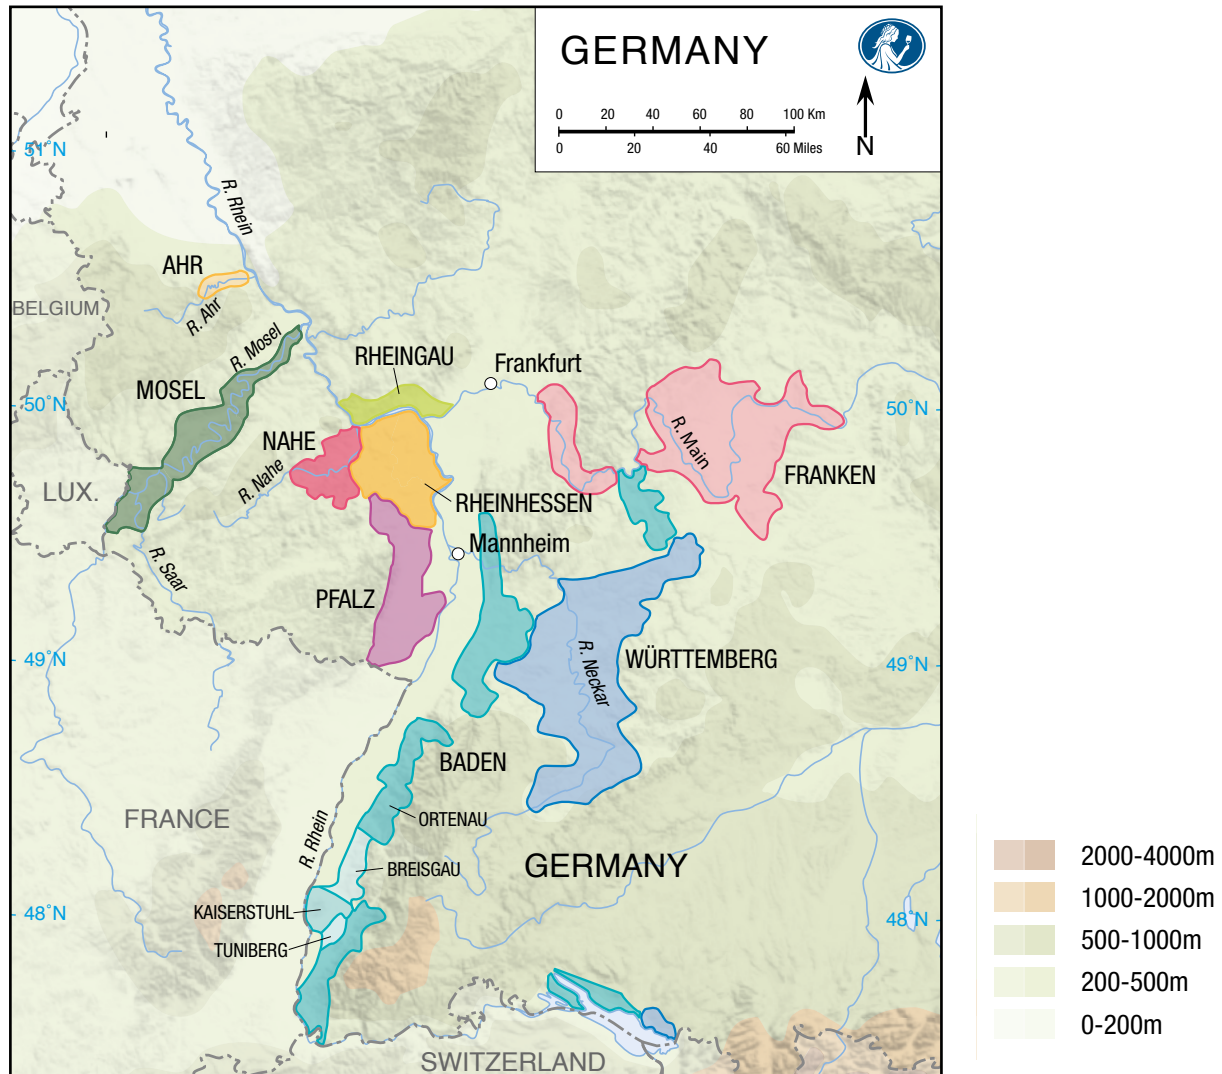 GERMANY
0 20 40 60 80 100 Km
0 20 40 60 Miles
N
51°N
R. Rhein
AHR
R. Ahr
BELGIUM
R. Mosel
RHEINGAU
Frankfurt
MOSEL
50°N
50°N
NAHE
R. Main
R. Nahe
FRANKEN
LUX.
RHEINHESSEN
Mannheim
R. Saar
PFALZ
49°N
WÜRTTEMBERG
49°N
R. Neckar
BADEN
FRANCE
ORTENAU
R. Rhein
GERMANY
BREISGAU
KAISERSTUHL
48°N
48°N
TUNIBERG
SWITZERLAND
2000-4000m
1000-2000m
500-1000m
200-500m
0-200m